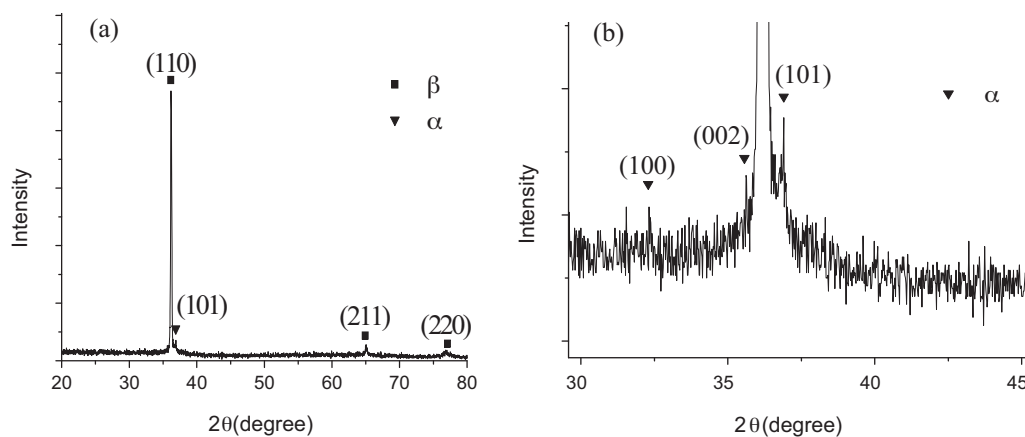 (a)
(110)
β
α
(101)
(211)
(220)
Intensity
20 30 40 50 60 70 80
2θ(degree)
(b)
(101)
α
(002)
(100)
Intensity
30 35 40 45
2θ(degree)